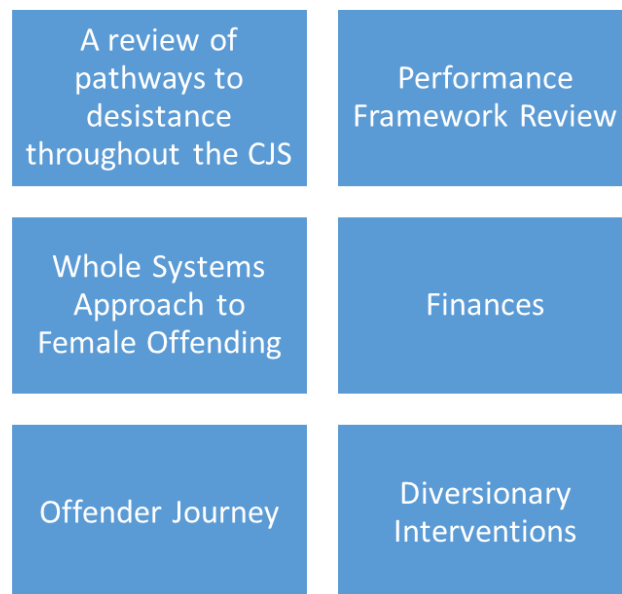 A review of
pathways to
desistance
throughout the CJS
Performance
Framework Review
Whole Systems
Approach to
Female Offending
Finances
Offender Journey
Diversionary
Interventions